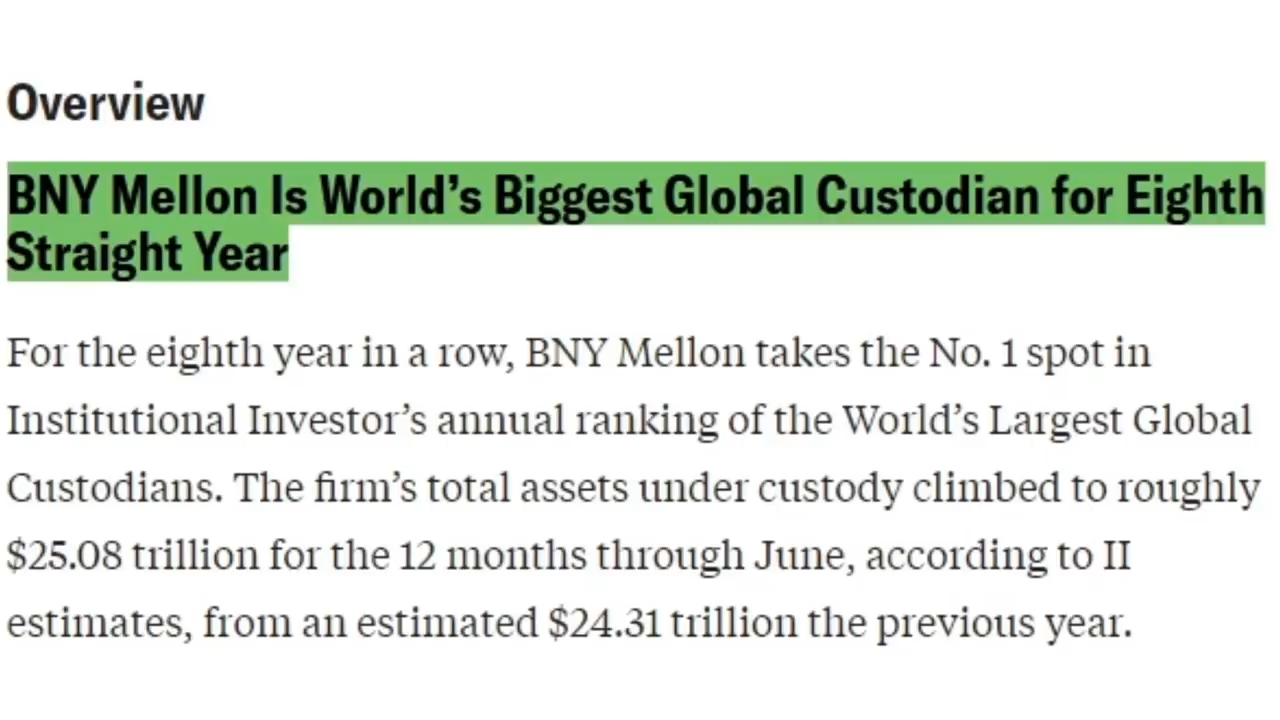 Overview
BNY Mellon Is World’s Biggest Global Custodian for Eighth
Straight Year
For the eighth year in a row, BNY Mellon takes the No. 1 spot in
Institutional Investor’s annual ranking of the World’s Largest Global
Custodians. The firm’s total assets under custody climbed to roughly
$25.08 trillion for the 12 months through June, according to II
estimates, from an estimated $24.31 trillion the previous year.